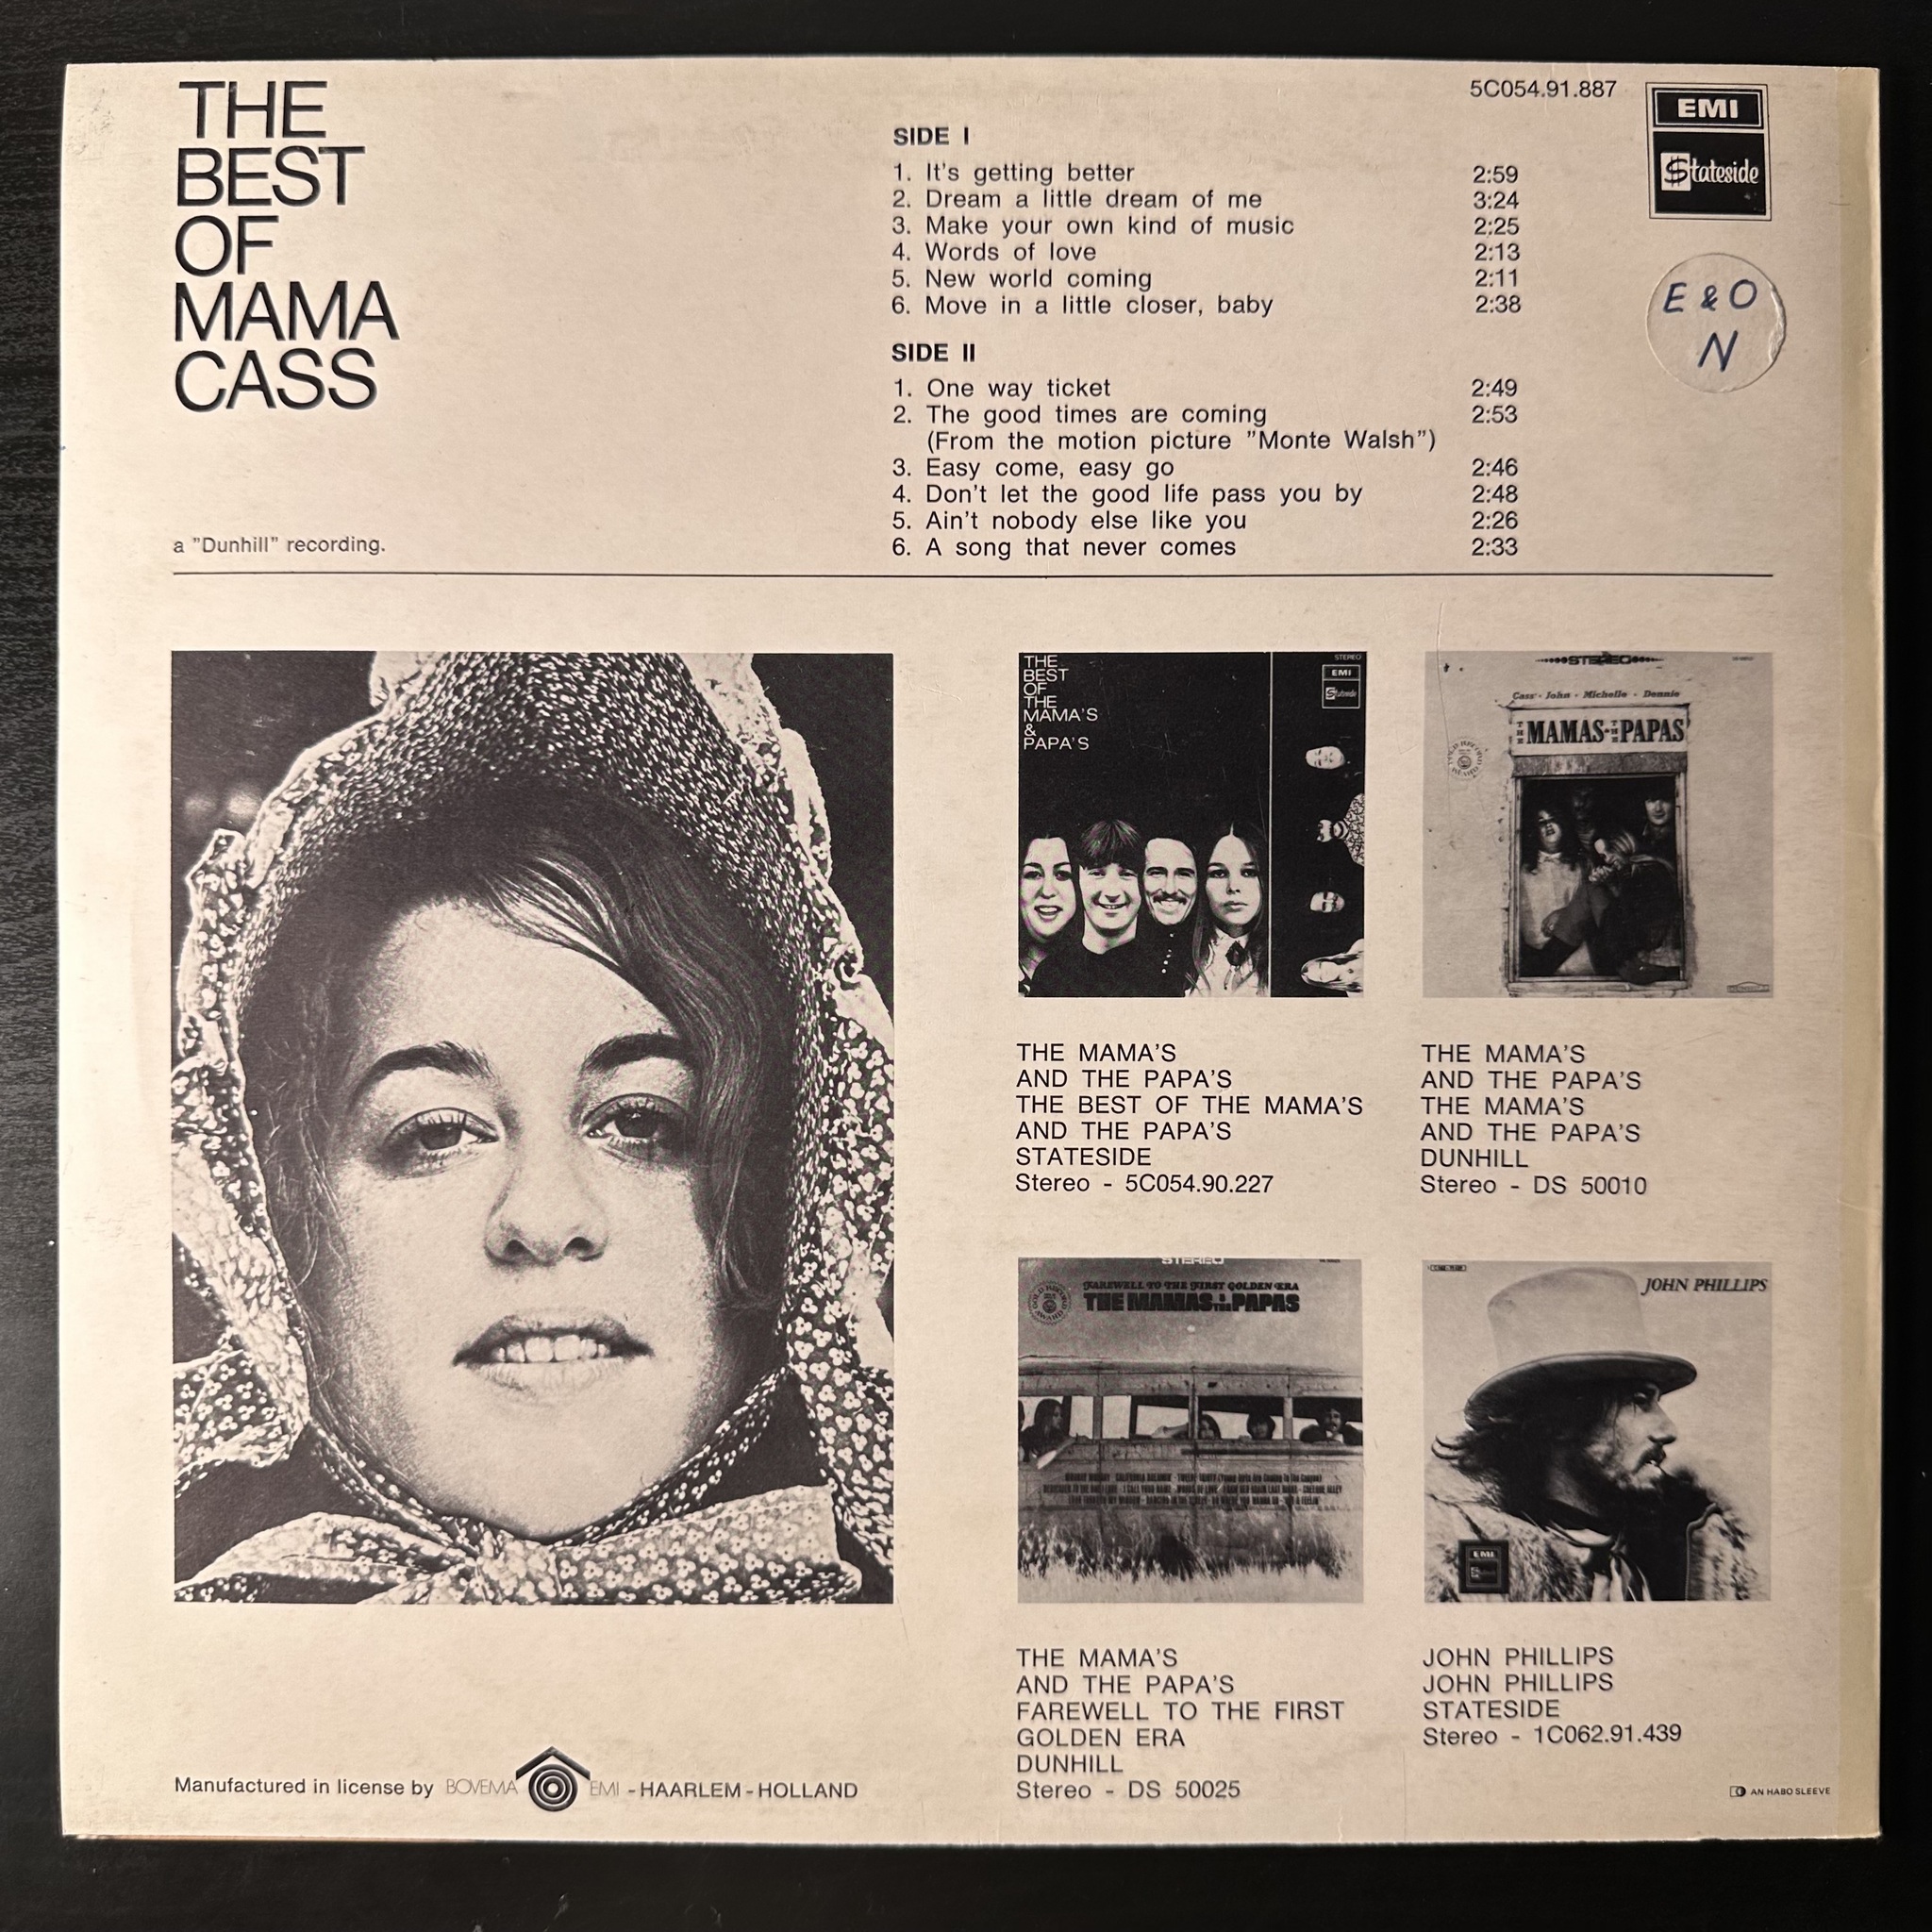 THE
BEST
OF
MAMA
CASS
a "Dunhill" recording.
5C054.91.887
EMI
Stateside
E & O
N
SIDE I
1. It's getting better 2:59
2. Dream a little dream of me 3:24
3. Make your own kind of music 2:25
4. Words of love 2:13
5. New world coming 2:11
6. Move in a little closer, baby 2:38
SIDE II
1. One way ticket 2:49
2. The good times are coming 2:53
(From the motion picture "Monte Walsh")
3. Easy come, easy go 2:46
4. Don't let the good life pass you by 2:48
5. Ain't nobody else like you 2:26
6. A song that never comes 2:33
THE
BEST
OF
THE
MAMA'S
&
PAPA'S
STEREO
EMI
Stateside
THE MAMA'S
AND THE PAPA'S
THE BEST OF THE MAMA'S
AND THE PAPA'S
STATESIDE
Stereo - 5C054.90.227
STEREO
Cass · John · Michelle · Dennie
THE MAMAS AND THE PAPAS
THE MAMA'S
AND THE PAPA'S
THE MAMA'S
AND THE PAPA'S
DUNHILL
Stereo - DS 50010
STEREO
FAREWELL TO THE FIRST GOLDEN ERA
THE MAMAS & THE PAPAS
THE MAMA'S
AND THE PAPA'S
FAREWELL TO THE FIRST
GOLDEN ERA
DUNHILL
Stereo - DS 50025
JOHN PHILLIPS
EMI
JOHN PHILLIPS
JOHN PHILLIPS
STATESIDE
Stereo - 1C062.91.439
Manufactured in license by BOVEMA EMI - HAARLEM - HOLLAND
AN HABO SLEEVE